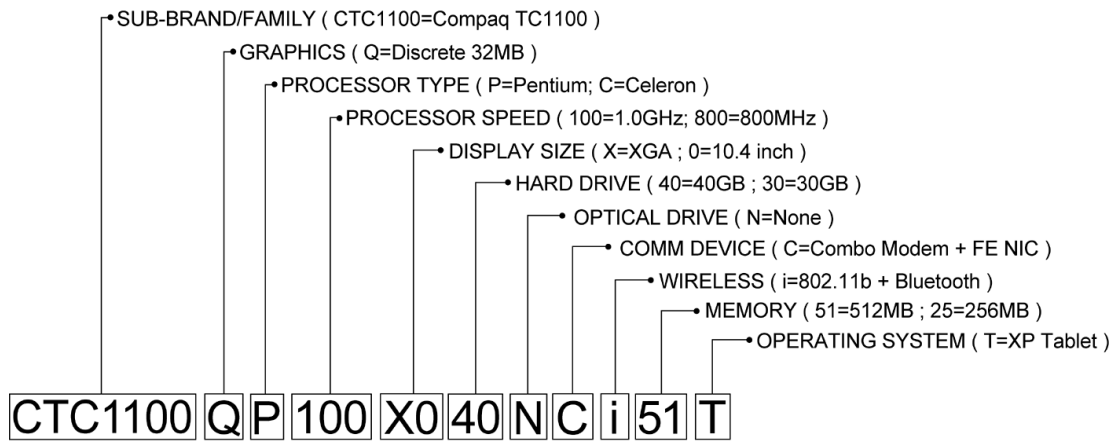 SUB-BRAND/FAMILY ( CTC1100=Compaq TC1100 )
GRAPHICS ( Q=Discrete 32MB )
PROCESSOR TYPE ( P=Pentium; C=Celeron )
PROCESSOR SPEED ( 100=1.0GHz; 800=800MHz )
DISPLAY SIZE ( X=XGA ; 0=10.4 inch )
HARD DRIVE ( 40=40GB ; 30=30GB )
OPTICAL DRIVE ( N=None )
COMM DEVICE ( C=Combo Modem + FE NIC )
WIRELESS ( i=802.11b + Bluetooth )
MEMORY ( 51=512MB ; 25=256MB )
OPERATING SYSTEM ( T=XP Tablet )
CTC1100 Q P 100 X0 40 N C i 51 T